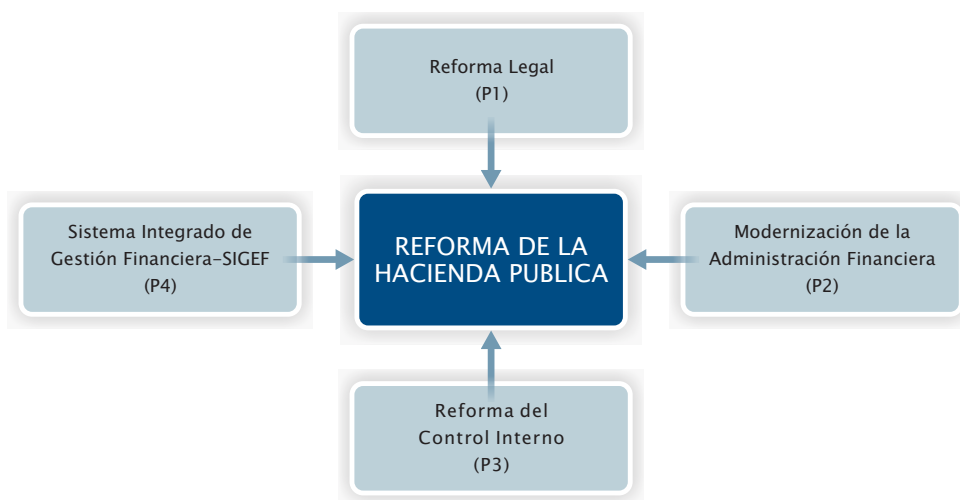 Reforma Legal
(P1)
Sistema Integrado de
Gestión Financiera–SIGEF
(P4)
REFORMA DE LA
HACIENDA PUBLICA
Modernización de la
Administración Financiera
(P2)
Reforma del
Control Interno
(P3)